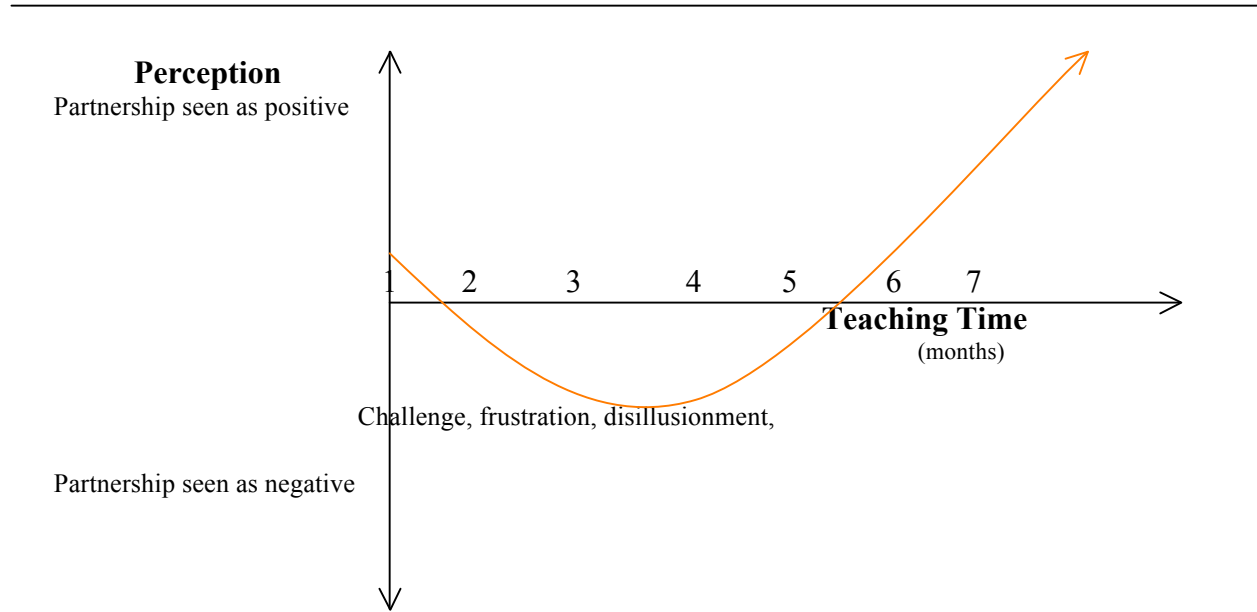 Perception
Partnership seen as positive
1 2 3 4 5 6 7
Teaching Time
(months)
Challenge, frustration, disillusionment,
Partnership seen as negative